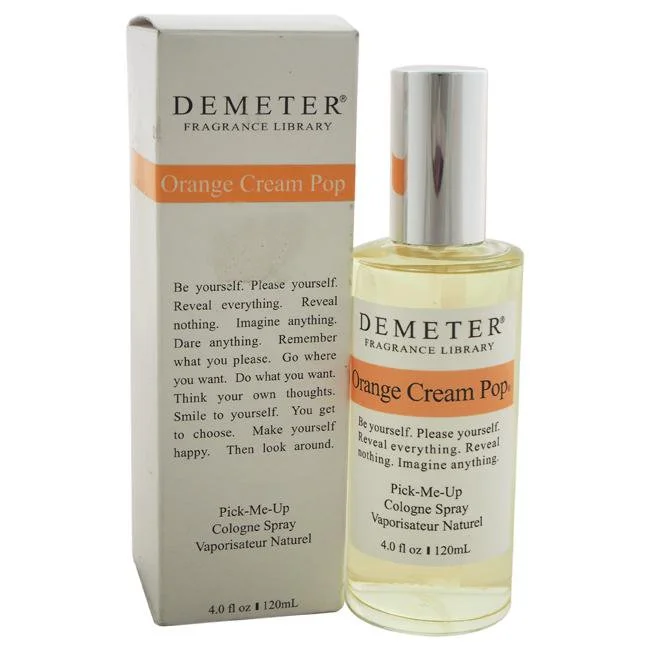 DEMETER®
FRAGRANCE LIBRARY
Orange Cream Pop
Be yourself. Please yourself.
Reveal everything. Reveal
nothing. Imagine anything.
Dare anything. Remember
what you please. Go where
you want. Do what you want.
Think your own thoughts.
Smile to yourself. You get
to choose. Make yourself
happy. Then look around.
Pick-Me-Up
Cologne Spray
Vaporisateur Naturel
4.0 fl oz ❙ 120mL
DEMETER®
FRAGRANCE LIBRARY
Orange Cream Pop®
Be yourself. Please yourself.
Reveal everything. Reveal
nothing. Imagine anything.
Pick-Me-Up
Cologne Spray
Vaporisateur Naturel
4.0 fl oz ❙ 120mL